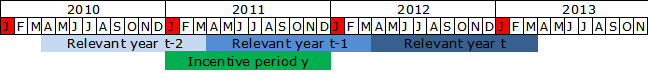 2010 2011 2012 2013
J F M A M J J A S O N D J F M A M J J A S O N D J F M A M J J A S O N D J F M A M J J A S O N
Relevant year t-2 Relevant year t-1 Relevant year t
Incentive period y